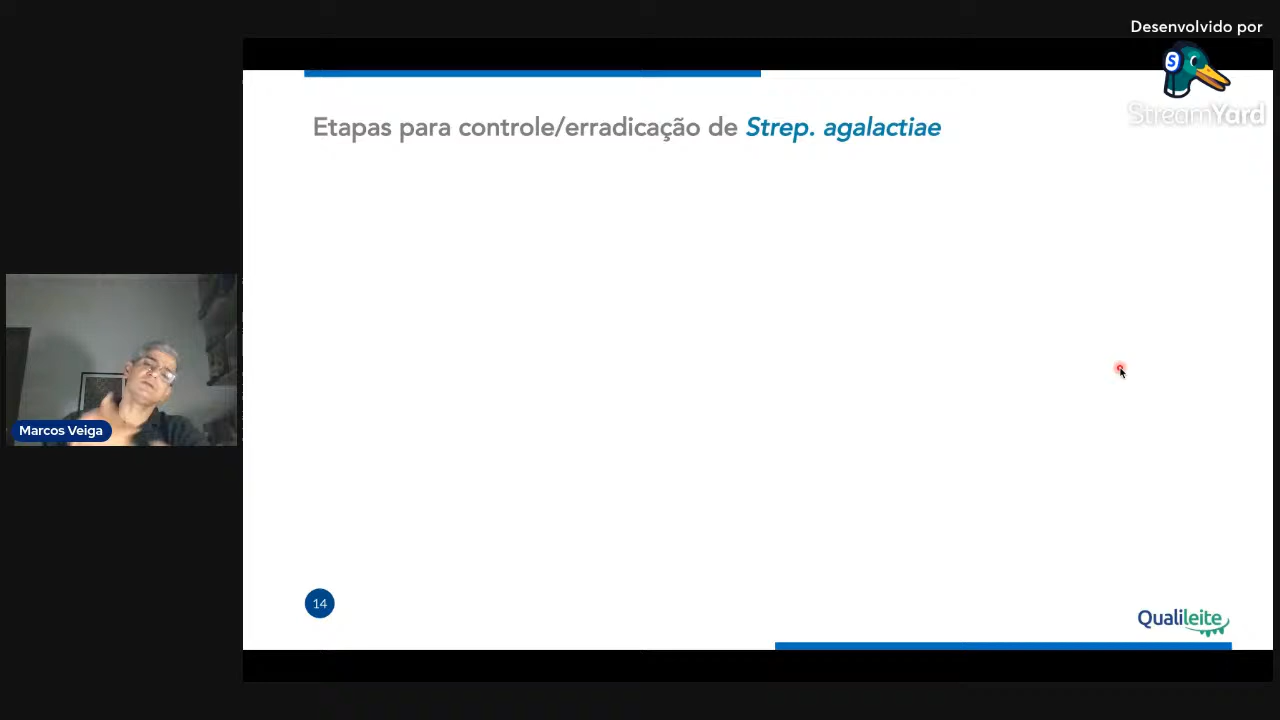 Desenvolvido por
S
StreamYard
Etapas para controle/erradicação de Strep. agalactiae
Marcos Veiga
14
Qualileite